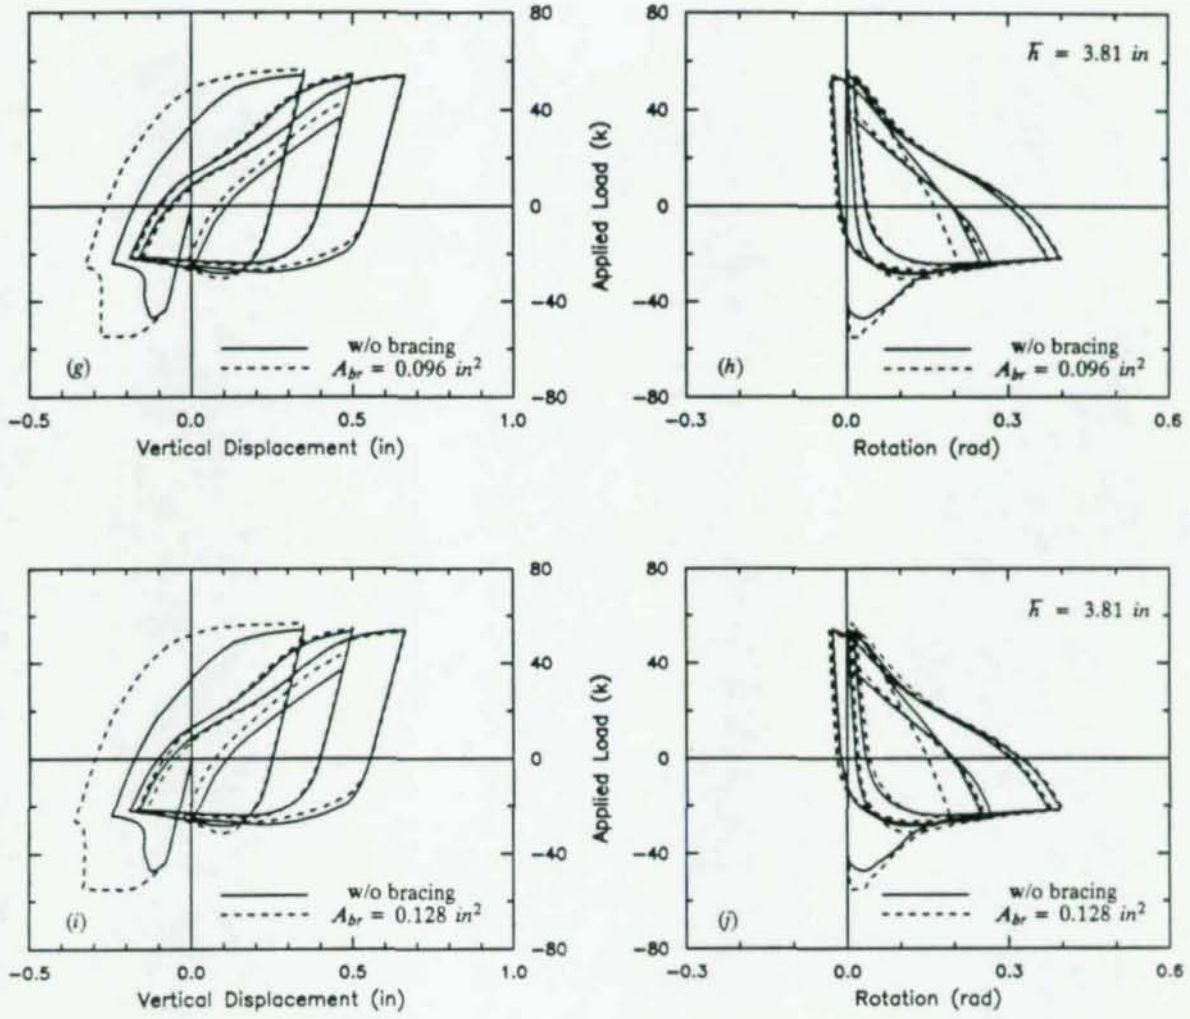 80
40
0
−40
−80
Applied Load (k)
w/o bracing
A_br = 0.096 in²
(g)
−0.5 0.0 0.5 1.0
Vertical Displacement (in)
80
40
0
−40
−80
h̄ = 3.81 in
w/o bracing
A_br = 0.096 in²
(h)
−0.3 0.0 0.3 0.6
Rotation (rad)
80
40
0
−40
−80
Applied Load (k)
w/o bracing
A_br = 0.128 in²
(i)
−0.5 0.0 0.5 1.0
Vertical Displacement (in)
80
40
0
−40
−80
h̄ = 3.81 in
w/o bracing
A_br = 0.128 in²
(j)
−0.3 0.0 0.3 0.6
Rotation (rad)